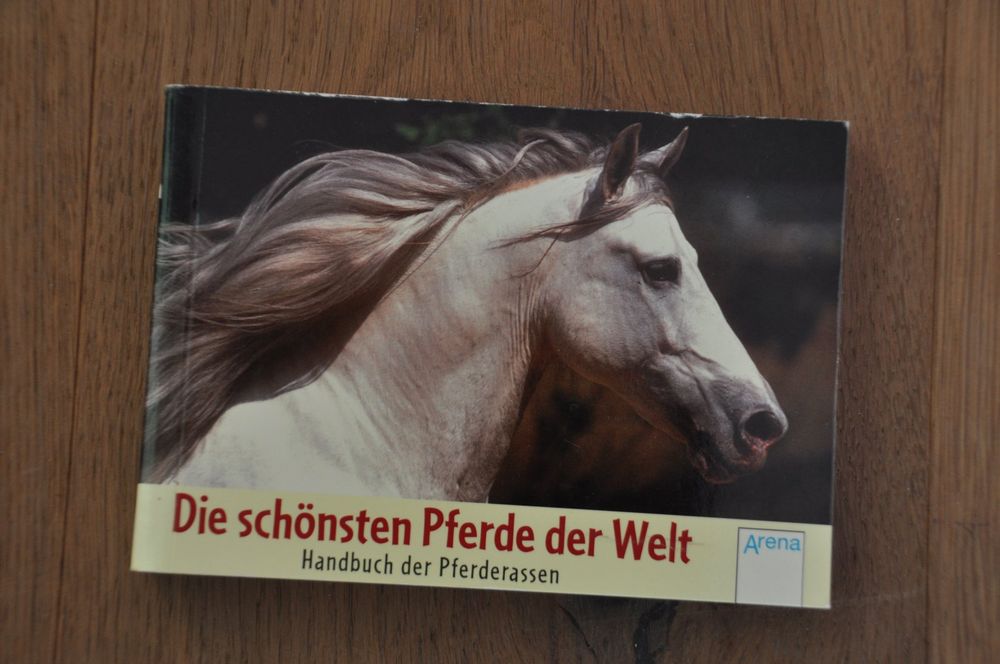 Die schönsten Pferde der Welt
Handbuch der Pferderassen
Arena